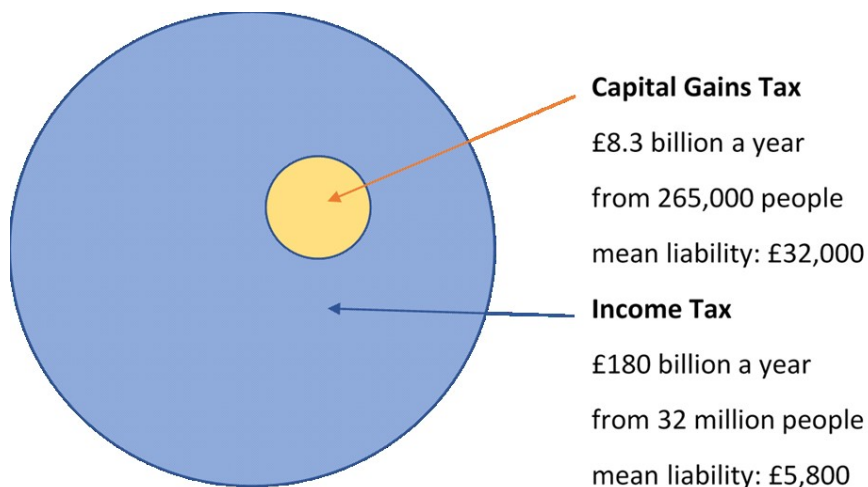 Capital Gains Tax
£8.3 billion a year
from 265,000 people
mean liability: £32,000
Income Tax
£180 billion a year
from 32 million people
mean liability: £5,800